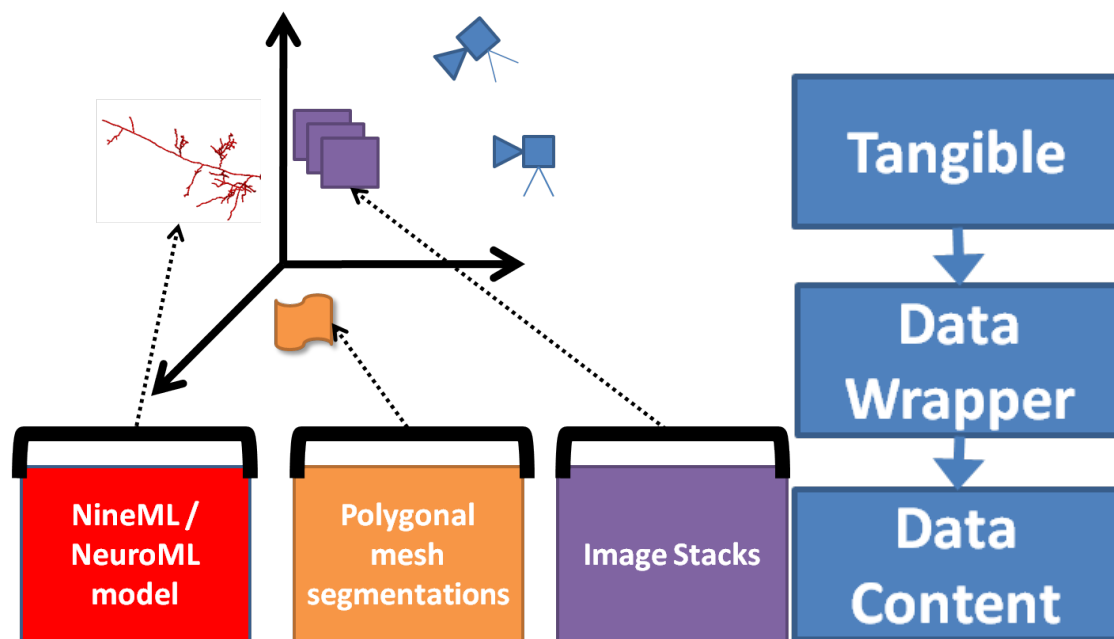 Tangible
Data
Wrapper
Data
Content
NineML /
NeuroML
model
Polygonal
mesh
segmentations
Image Stacks